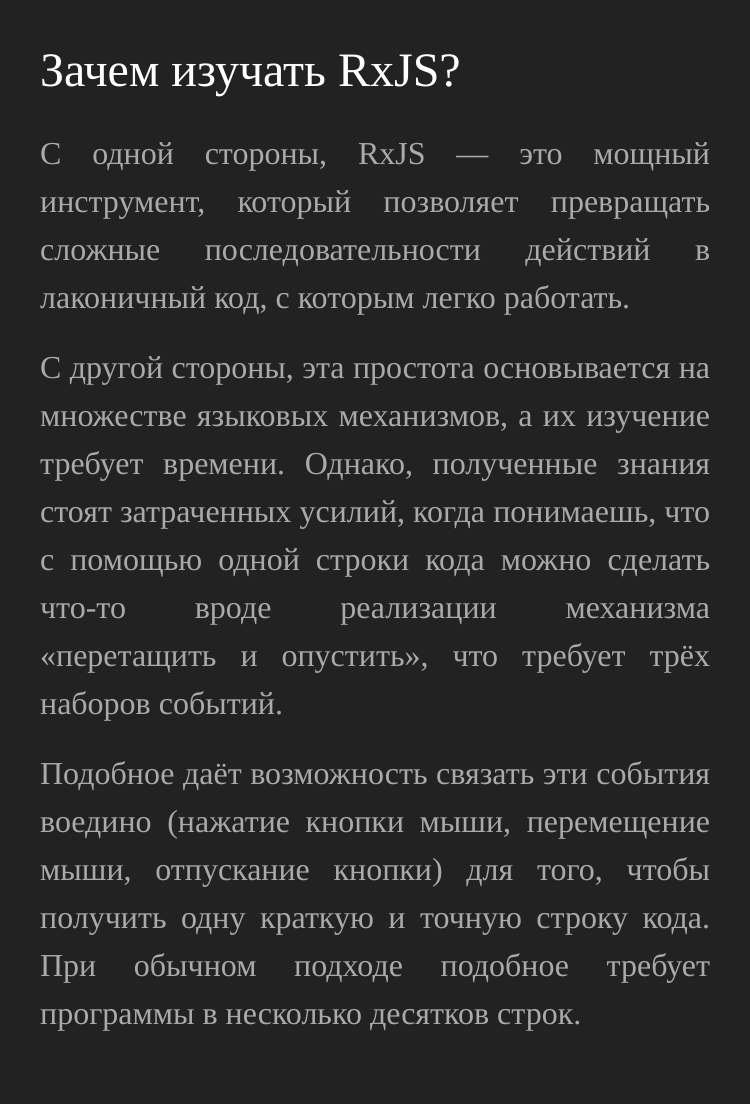 Зачем изучать RxJS?
С одной стороны, RxJS — это мощный
инструмент, который позволяет превращать
сложные последовательности действий в
лаконичный код, с которым легко работать.
С другой стороны, эта простота основывается на
множестве языковых механизмов, а их изучение
требует времени. Однако, полученные знания
стоят затраченных усилий, когда понимаешь, что
с помощью одной строки кода можно сделать
что-то вроде реализации механизма
«перетащить и опустить», что требует трёх
наборов событий.
Подобное даёт возможность связать эти события
воедино (нажатие кнопки мыши, перемещение
мыши, отпускание кнопки) для того, чтобы
получить одну краткую и точную строку кода.
При обычном подходе подобное требует
программы в несколько десятков строк.